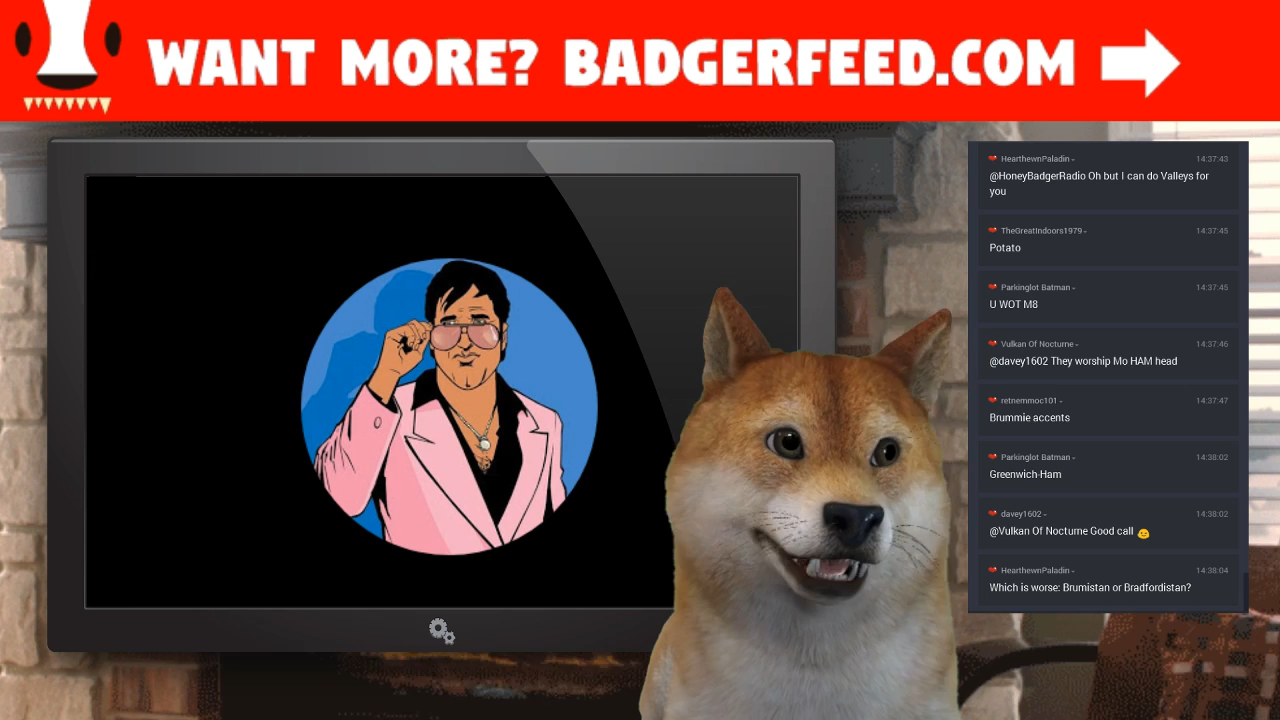 WANT MORE? BADGERFEED.COM
HearthewnPaladin
14:37:43
@HoneyBadgerRadio Oh but I can do Valleys for
you
TheGreatIndoors1979
14:37:45
Potato
Parkinglot Batman
14:37:45
U WOT M8
Vulkan Of Nocturne
14:37:46
@davey1602 They worship Mo HAM head
retnemmoc101
14:37:47
Brummie accents
Parkinglot Batman
14:38:02
Greenwich-Ham
davey1602
14:38:02
@Vulkan Of Nocturne Good call
HearthewnPaladin
14:38:04
Which is worse: Brumistan or Bradfordistan?